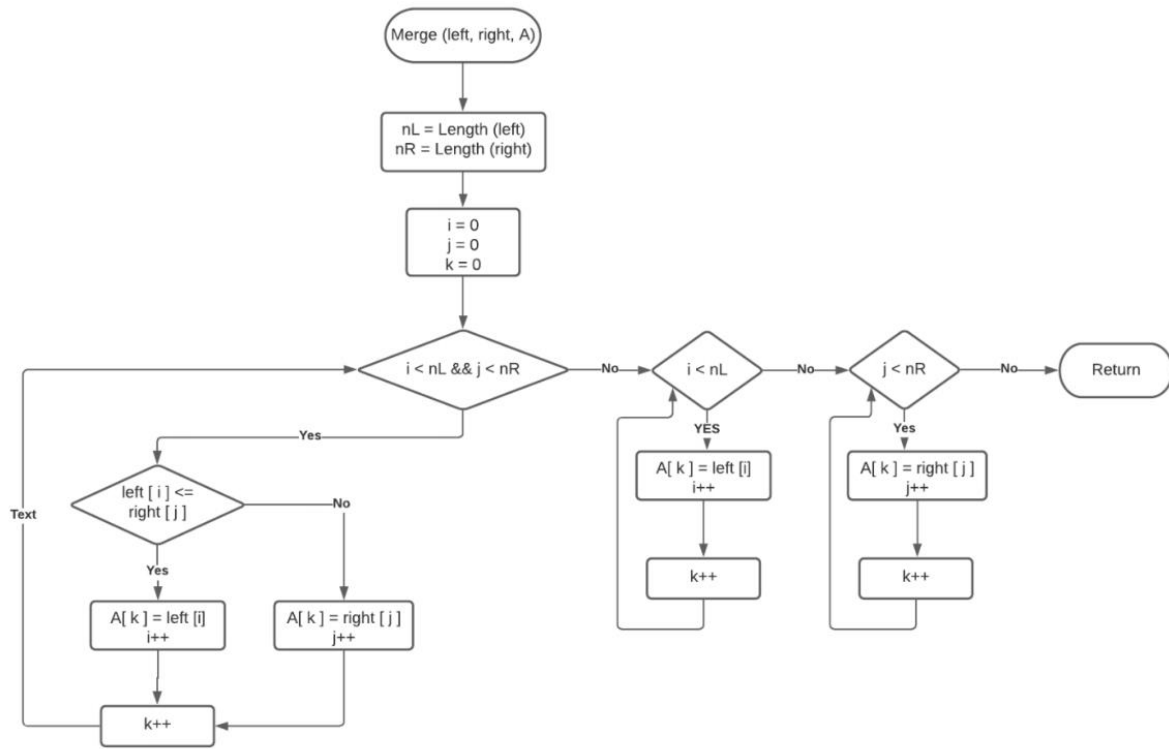 Merge (left, right, A)
nL = Length (left)
nR = Length (right)
i = 0
j = 0
k = 0
i < nL && j < nR
No
i < nL
No
j < nR
No
Return
Yes
left [ i ] <=
right [ j ]
No
Text
Yes
A[ k ] = left [i]
i++
A[ k ] = right [ j ]
j++
k++
YES
A[ k ] = left [i]
i++
k++
Yes
A[ k ] = right [ j ]
j++
k++